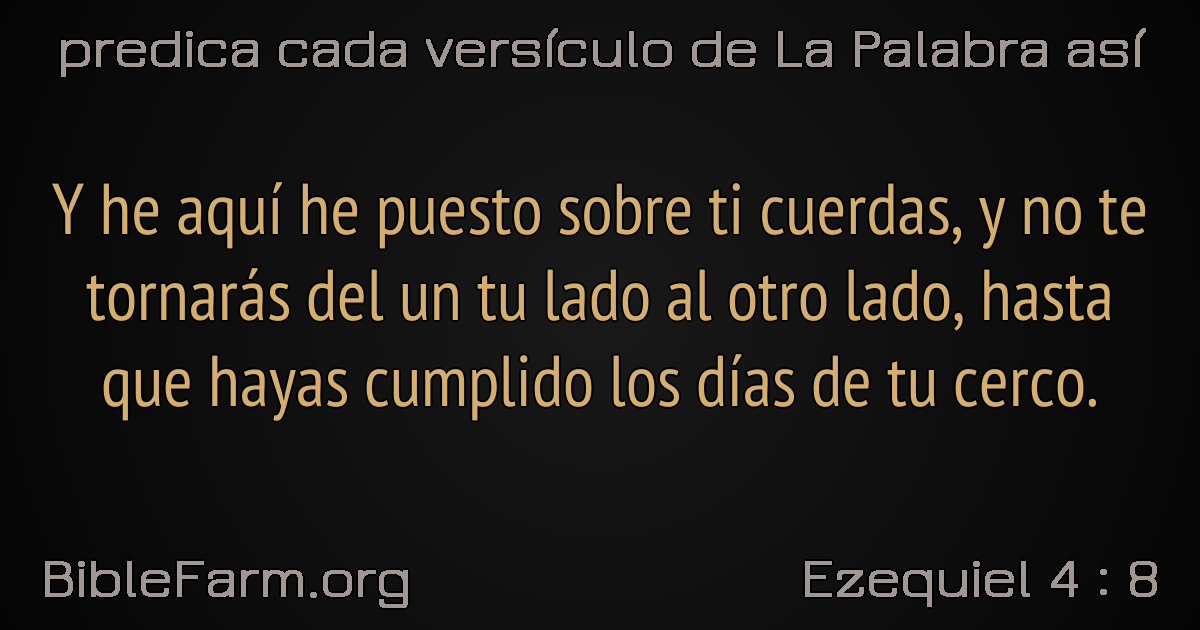 predica cada versículo de La Palabra así
Y he aquí he puesto sobre ti cuerdas, y no te
tornarás del un tu lado al otro lado, hasta
que hayas cumplido los días de tu cerco.
BibleFarm.org
Ezequiel 4 : 8